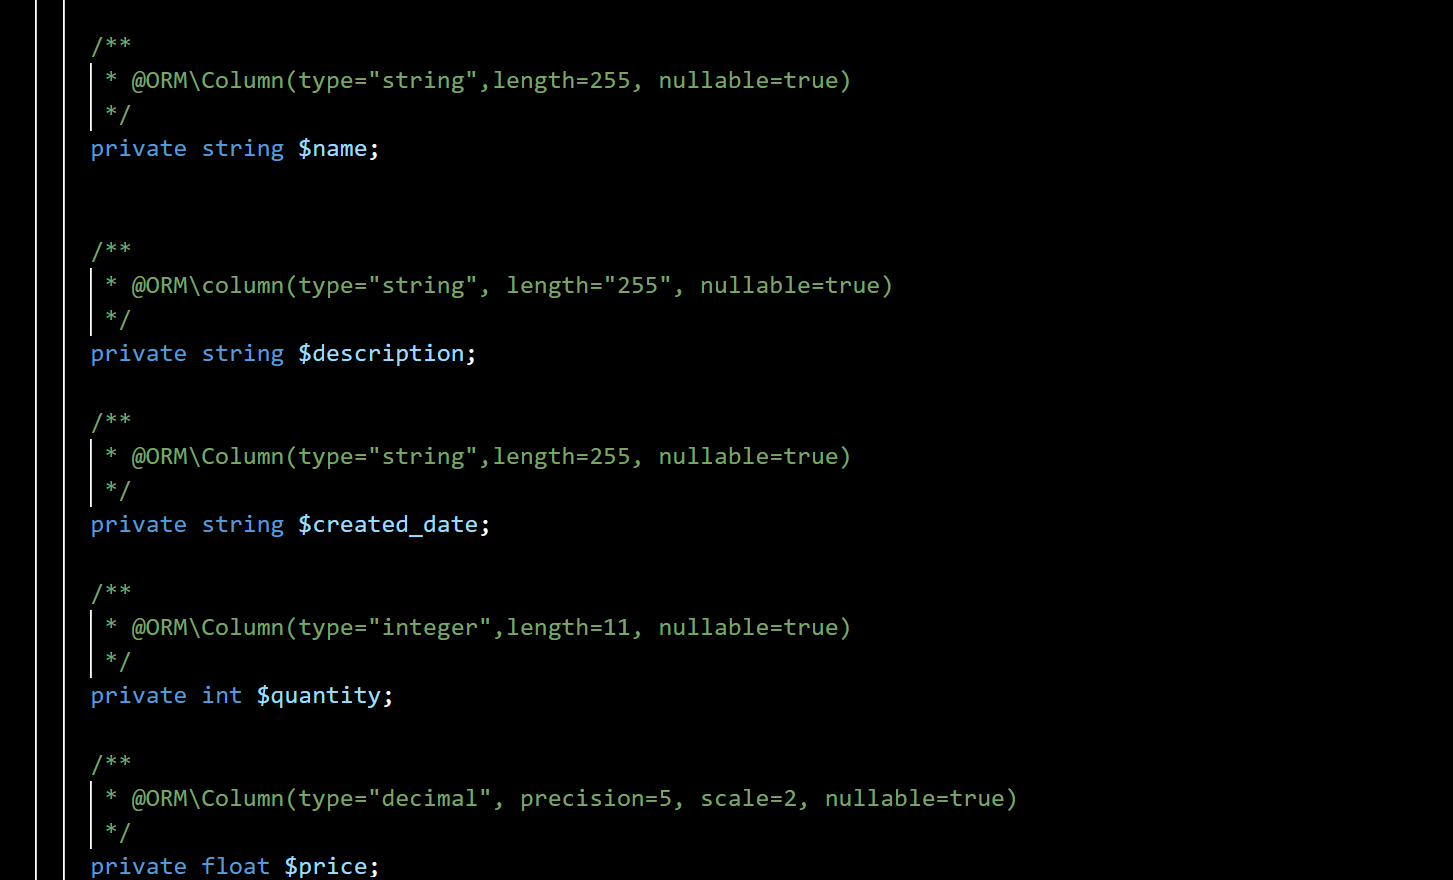 /**
* @ORM\Column(type="string",length=255, nullable=true)
*/
private string $name;
/**
* @ORM\column(type="string", length="255", nullable=true)
*/
private string $description;
/**
* @ORM\Column(type="string",length=255, nullable=true)
*/
private string $created_date;
/**
* @ORM\Column(type="integer",length=11, nullable=true)
*/
private int $quantity;
/**
* @ORM\Column(type="decimal", precision=5, scale=2, nullable=true)
*/
private float $price;